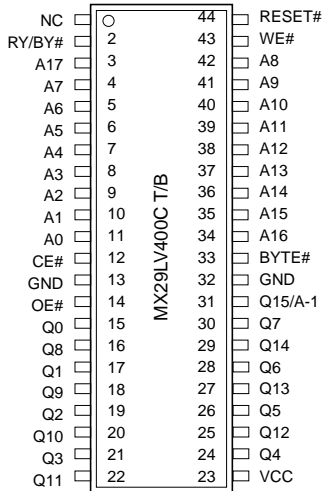 NC 44 RESET#
RY/BY# 2 43 WE#
A17 3 42 A8
A7 4 41 A9
A6 5 40 A10
A5 6 39 A11
A4 7 38 A12
A3 8 37 A13
A2 9 36 A14
A1 10 35 A15
A0 11 34 A16
CE# 12 33 BYTE#
GND 13 32 GND
OE# 14 31 Q15/A-1
Q0 15 30 Q7
Q8 16 29 Q14
Q1 17 28 Q6
Q9 18 27 Q13
Q2 19 26 Q5
Q10 20 25 Q12
Q3 21 24 Q4
Q11 22 23 VCC
MX29LV400C T/B